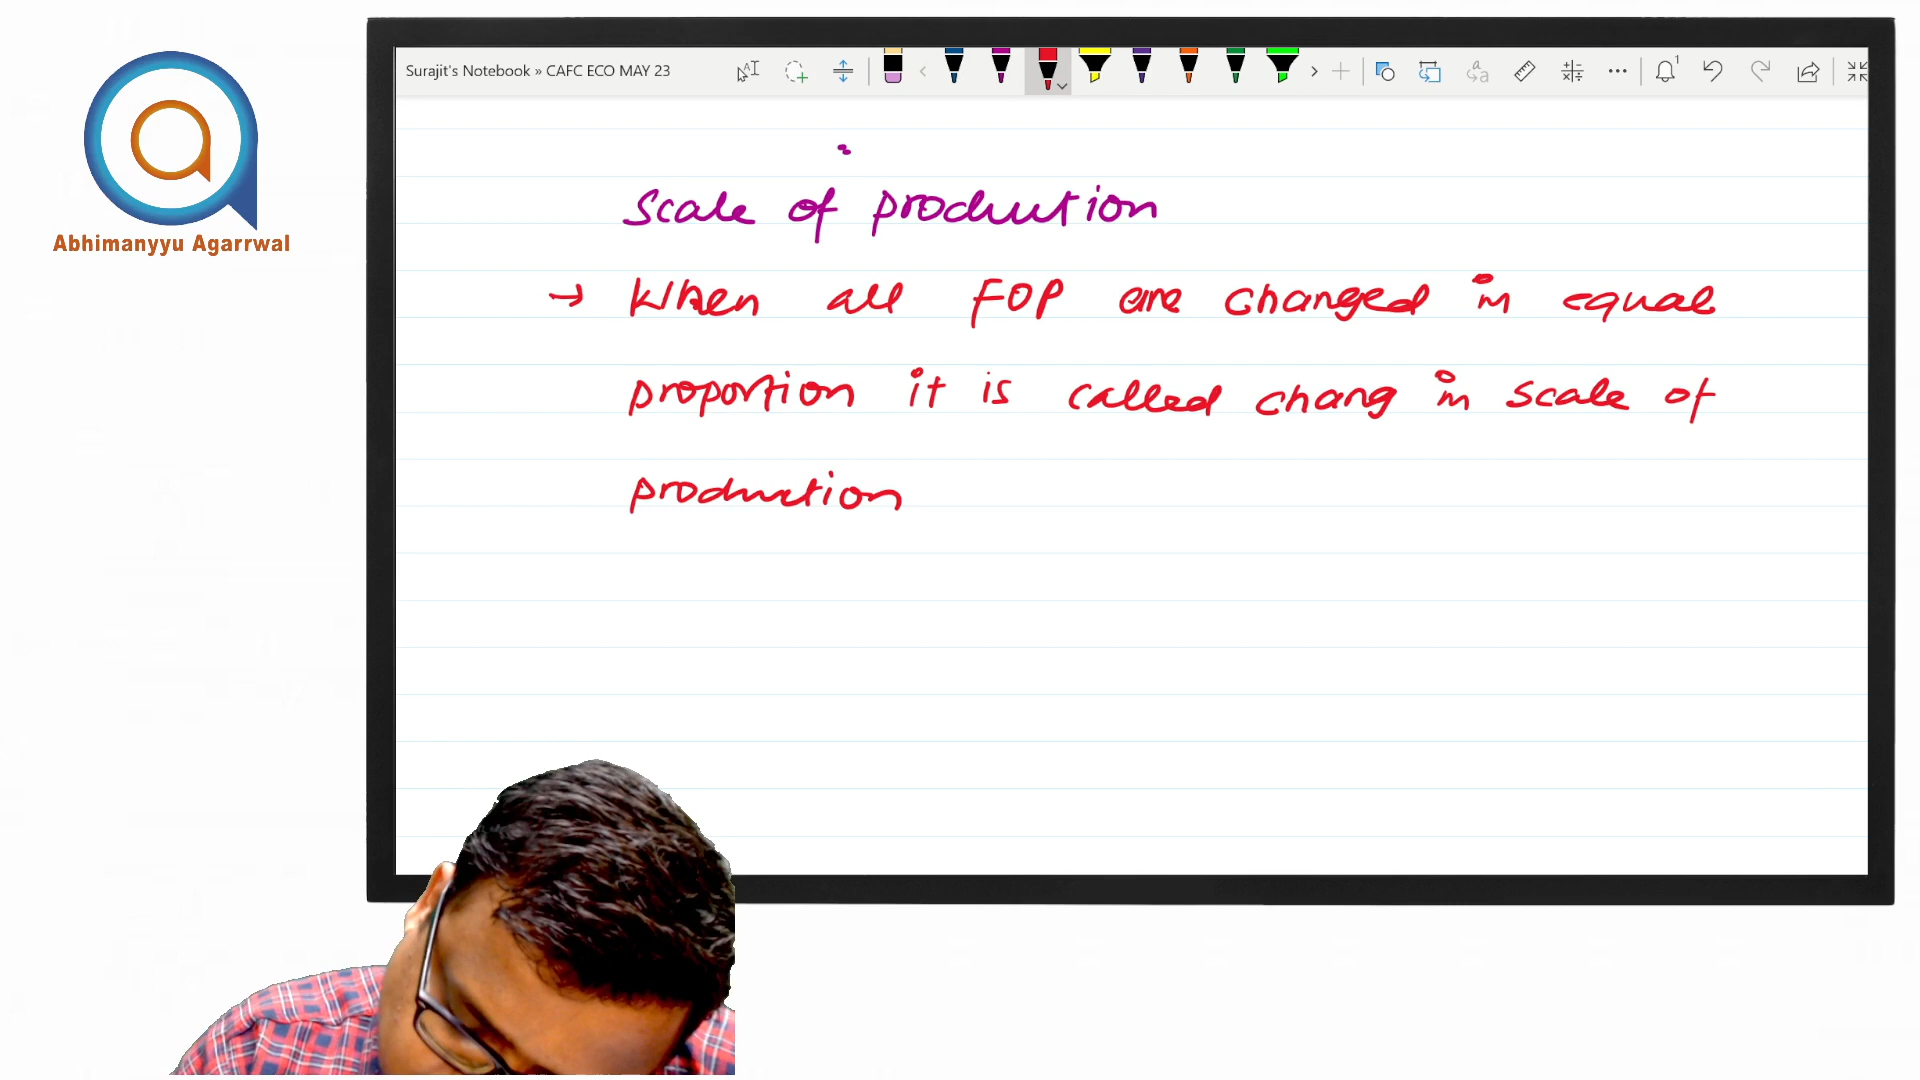 Surajit's Notebook » CAFC ECO MAY 23
Abhimanyyu Agarrwal
Scale of production
→ When all FOP are changed in equal
proportion it is called chang in scale of
production